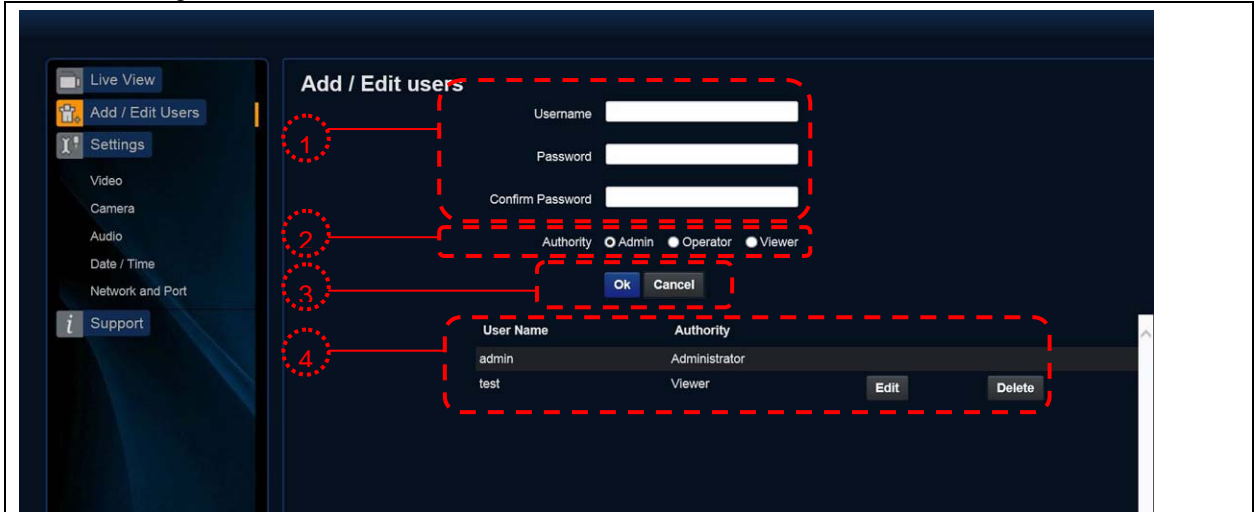 Live View
Add / Edit Users
Settings
Video
Camera
Audio
Date / Time
Network and Port
Support
Add / Edit users
1
Username
Password
Confirm Password
2
Authority Admin Operator Viewer
3
Ok Cancel
4
User Name Authority
admin Administrator
test Viewer Edit Delete